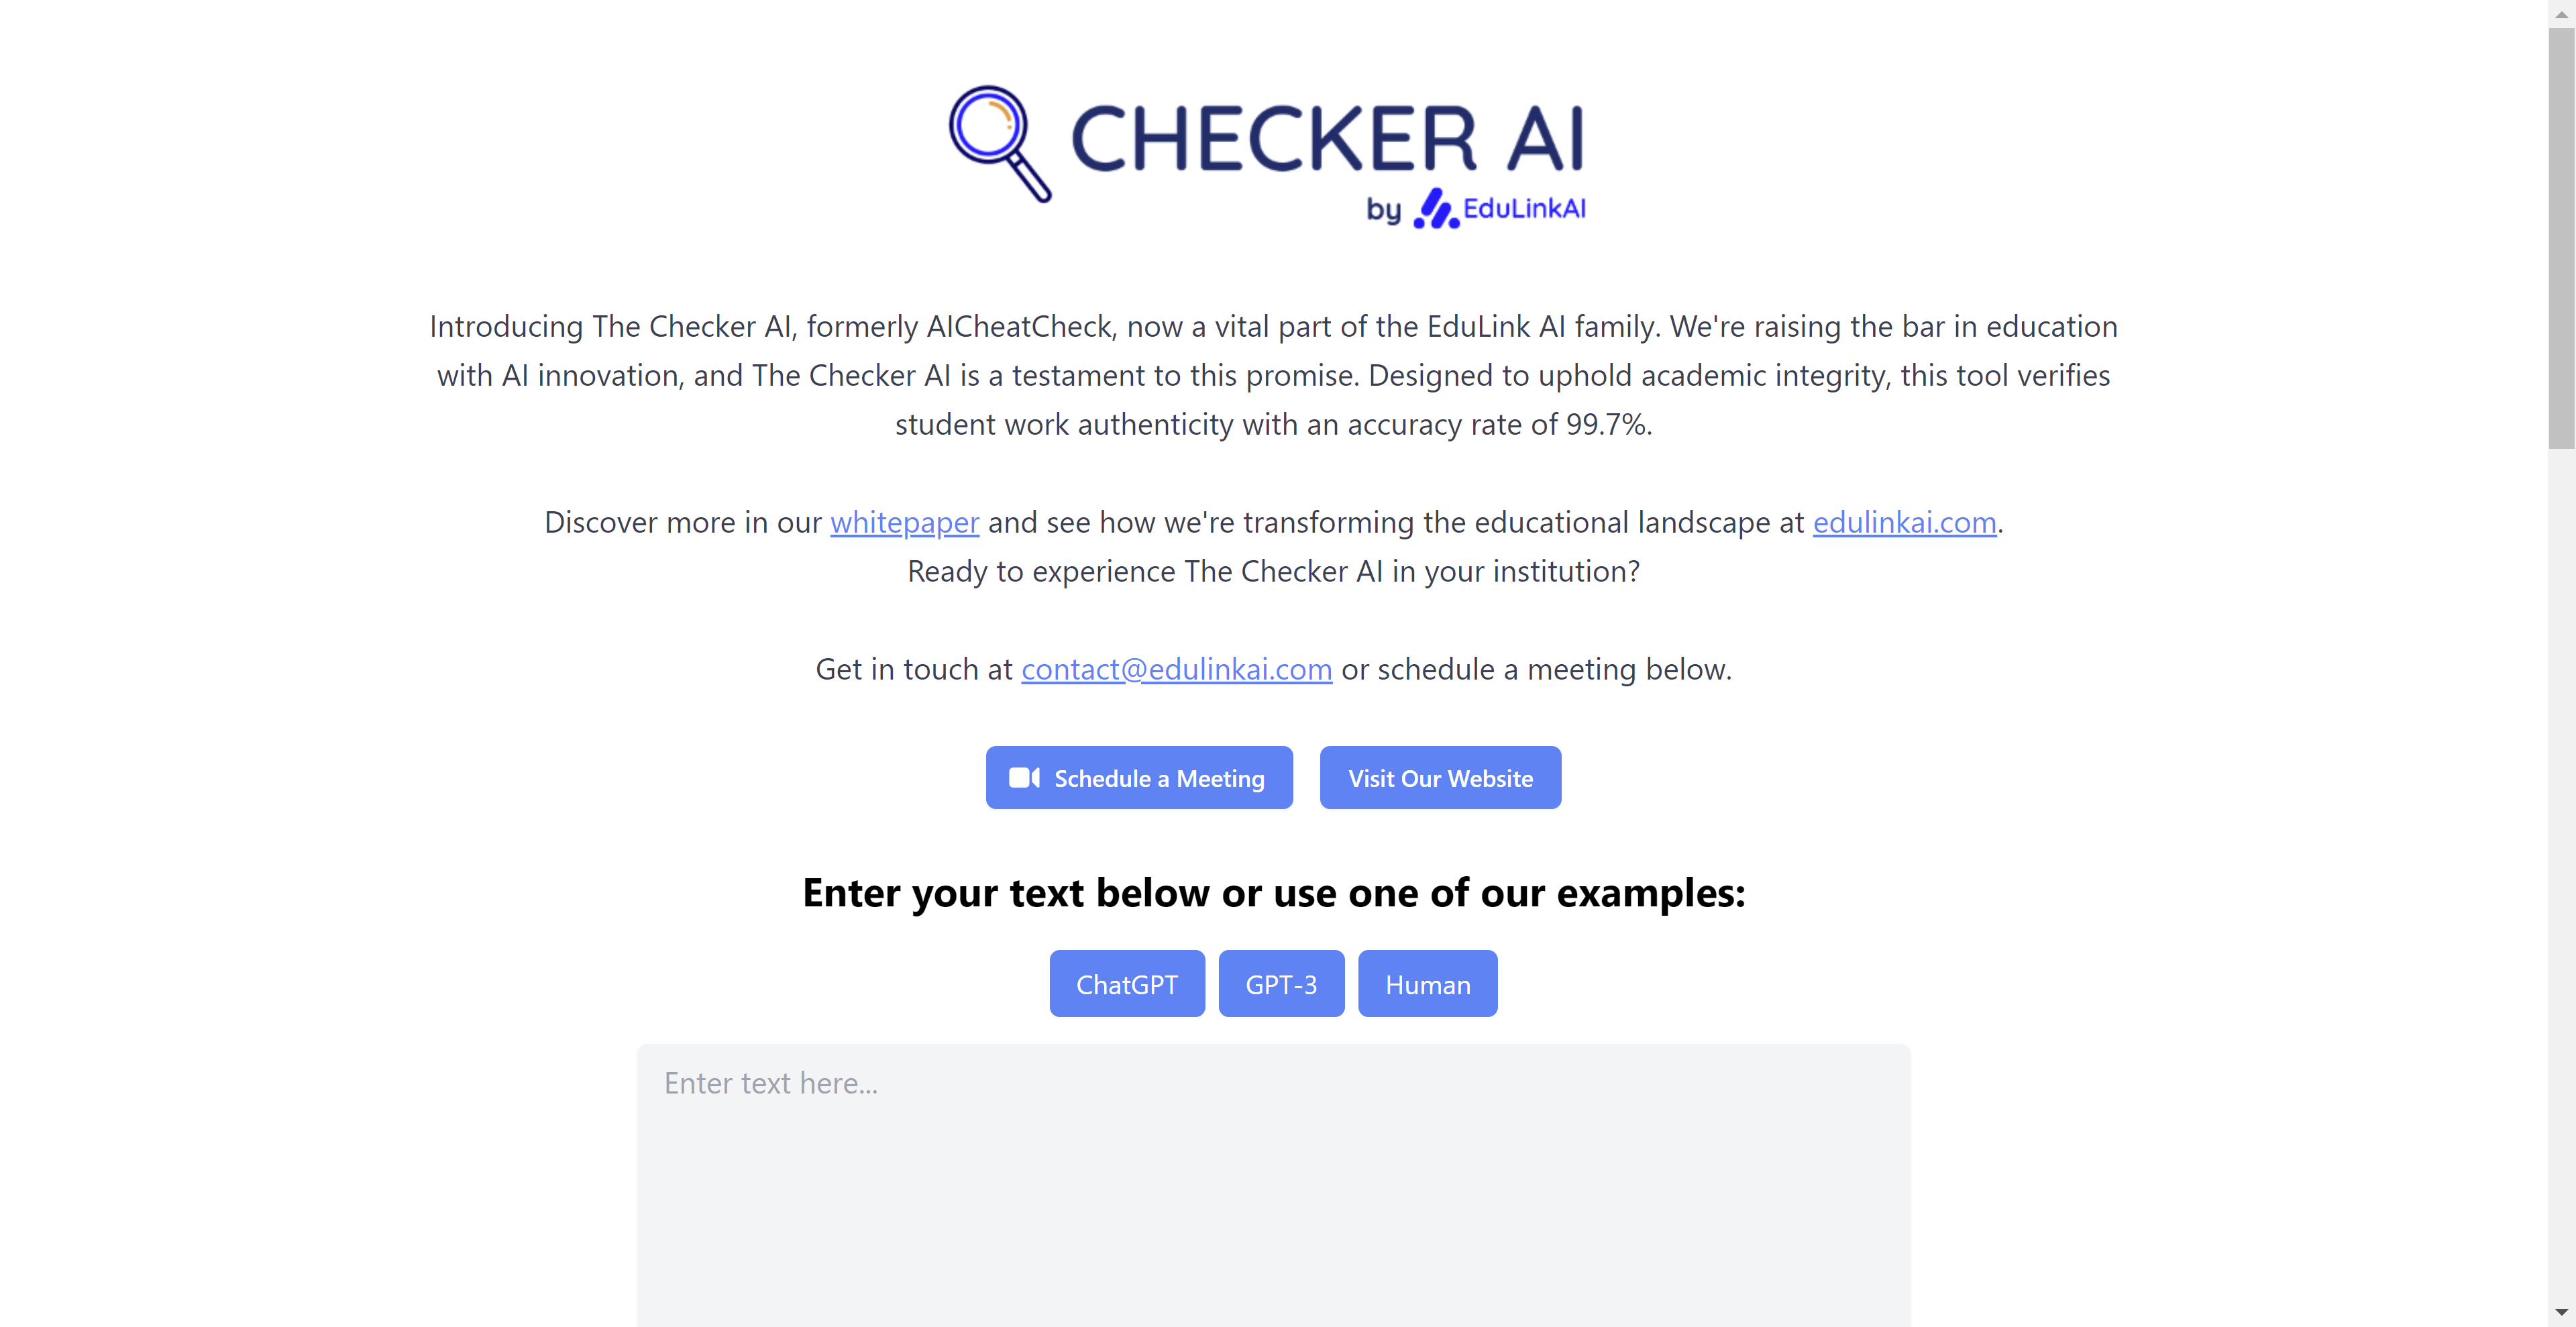 CHECKER AI
by EduLinkAI
Introducing The Checker AI, formerly AICheatCheck, now a vital part of the EduLink AI family. We're raising the bar in education
with AI innovation, and The Checker AI is a testament to this promise. Designed to uphold academic integrity, this tool verifies
student work authenticity with an accuracy rate of 99.7%.
Discover more in our whitepaper and see how we're transforming the educational landscape at edulinkai.com.
Ready to experience The Checker AI in your institution?
Get in touch at contact@edulinkai.com or schedule a meeting below.
Schedule a Meeting Visit Our Website
Enter your text below or use one of our examples:
ChatGPT GPT-3 Human
Enter text here...